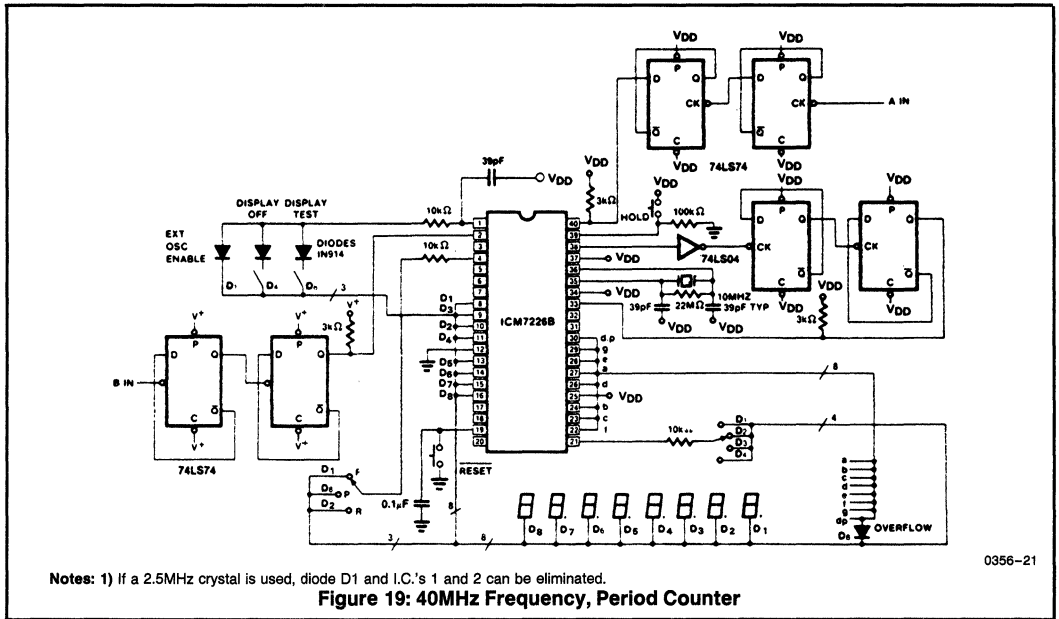 VDD VDD
P P
D Q D Q
CK CK A IN
Q Q
C C
VDD 74LS74 VDD
39pF VDD
VDD
3kΩ
VDD
HOLD
100kΩ
VDD VDD
P P
D Q D Q
CK CK
Q Q
C C
VDD VDD
74LS04
VDD
10MHZ
39pF 22MΩ 39pF TYP
VDD VDD VDD
3kΩ
DISPLAY DISPLAY
OFF TEST
EXT
OSC
ENABLE
DIODES
IN914
D1 D4 Dn
3
10kΩ
10kΩ
V+ V+ V+
3kΩ
P P
D Q D Q
B IN
Q Q
C C
V+ V+
74LS74
ICM7226B
1 40
2 39
3 38
4 37
5 36
6 35
7 34
8 33
9 32
10 31
11 30
12 29
13 28
14 27
15 26
16 25
17 24
18 23
19 22
20 21
D1
D3
D2
D4
D5
D6
D7
D8
d.p
g
e
a
d
VDD
b
c
f
8
10k
D1
D2
D3
D4
4
RESET
0.1μF
D1 F
D8 P
D2 R
3 8 8
D8 D7 D6 D5 D4 D3 D2 D1
a
b
c
d
e
f
g
dp
D8 OVERFLOW
0356–21
Notes: 1) If a 2.5MHz crystal is used, diode D1 and I.C.'s 1 and 2 can be eliminated.
Figure 19: 40MHz Frequency, Period Counter